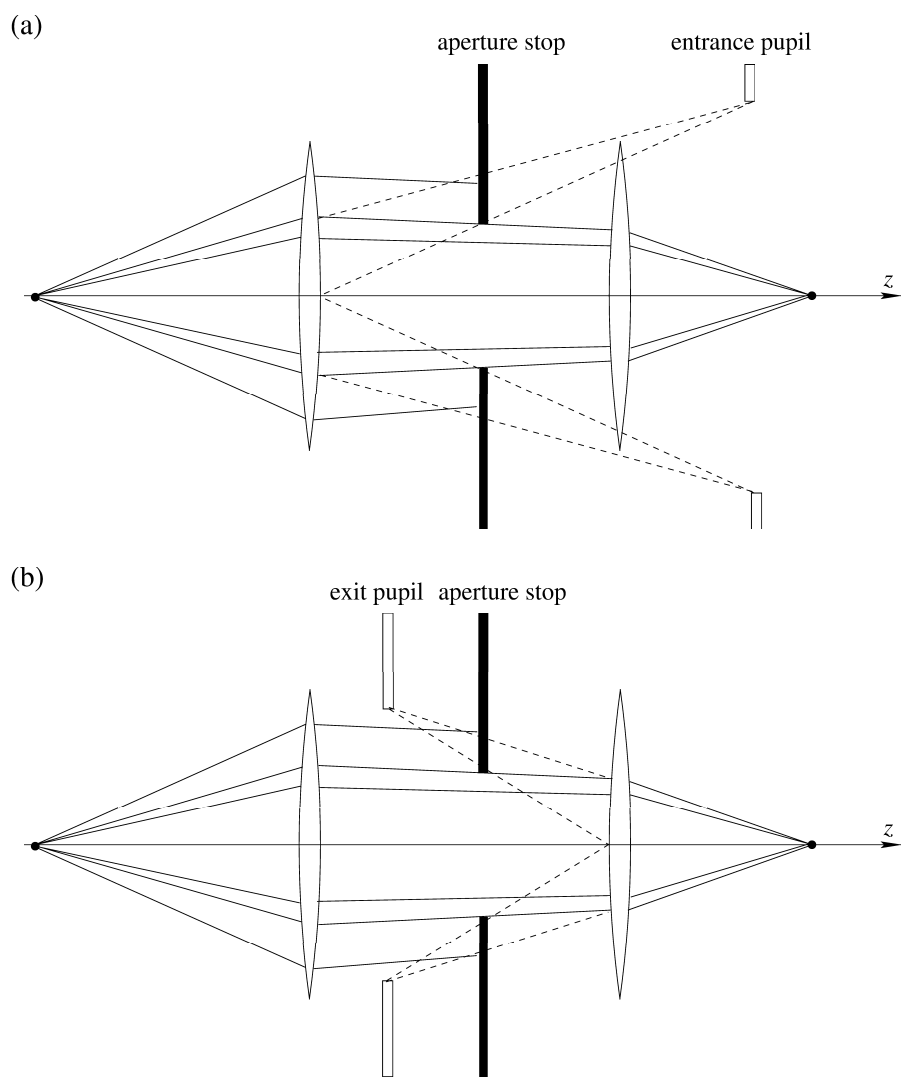 (a)
aperture stop entrance pupil
z
(b)
exit pupil aperture stop
z